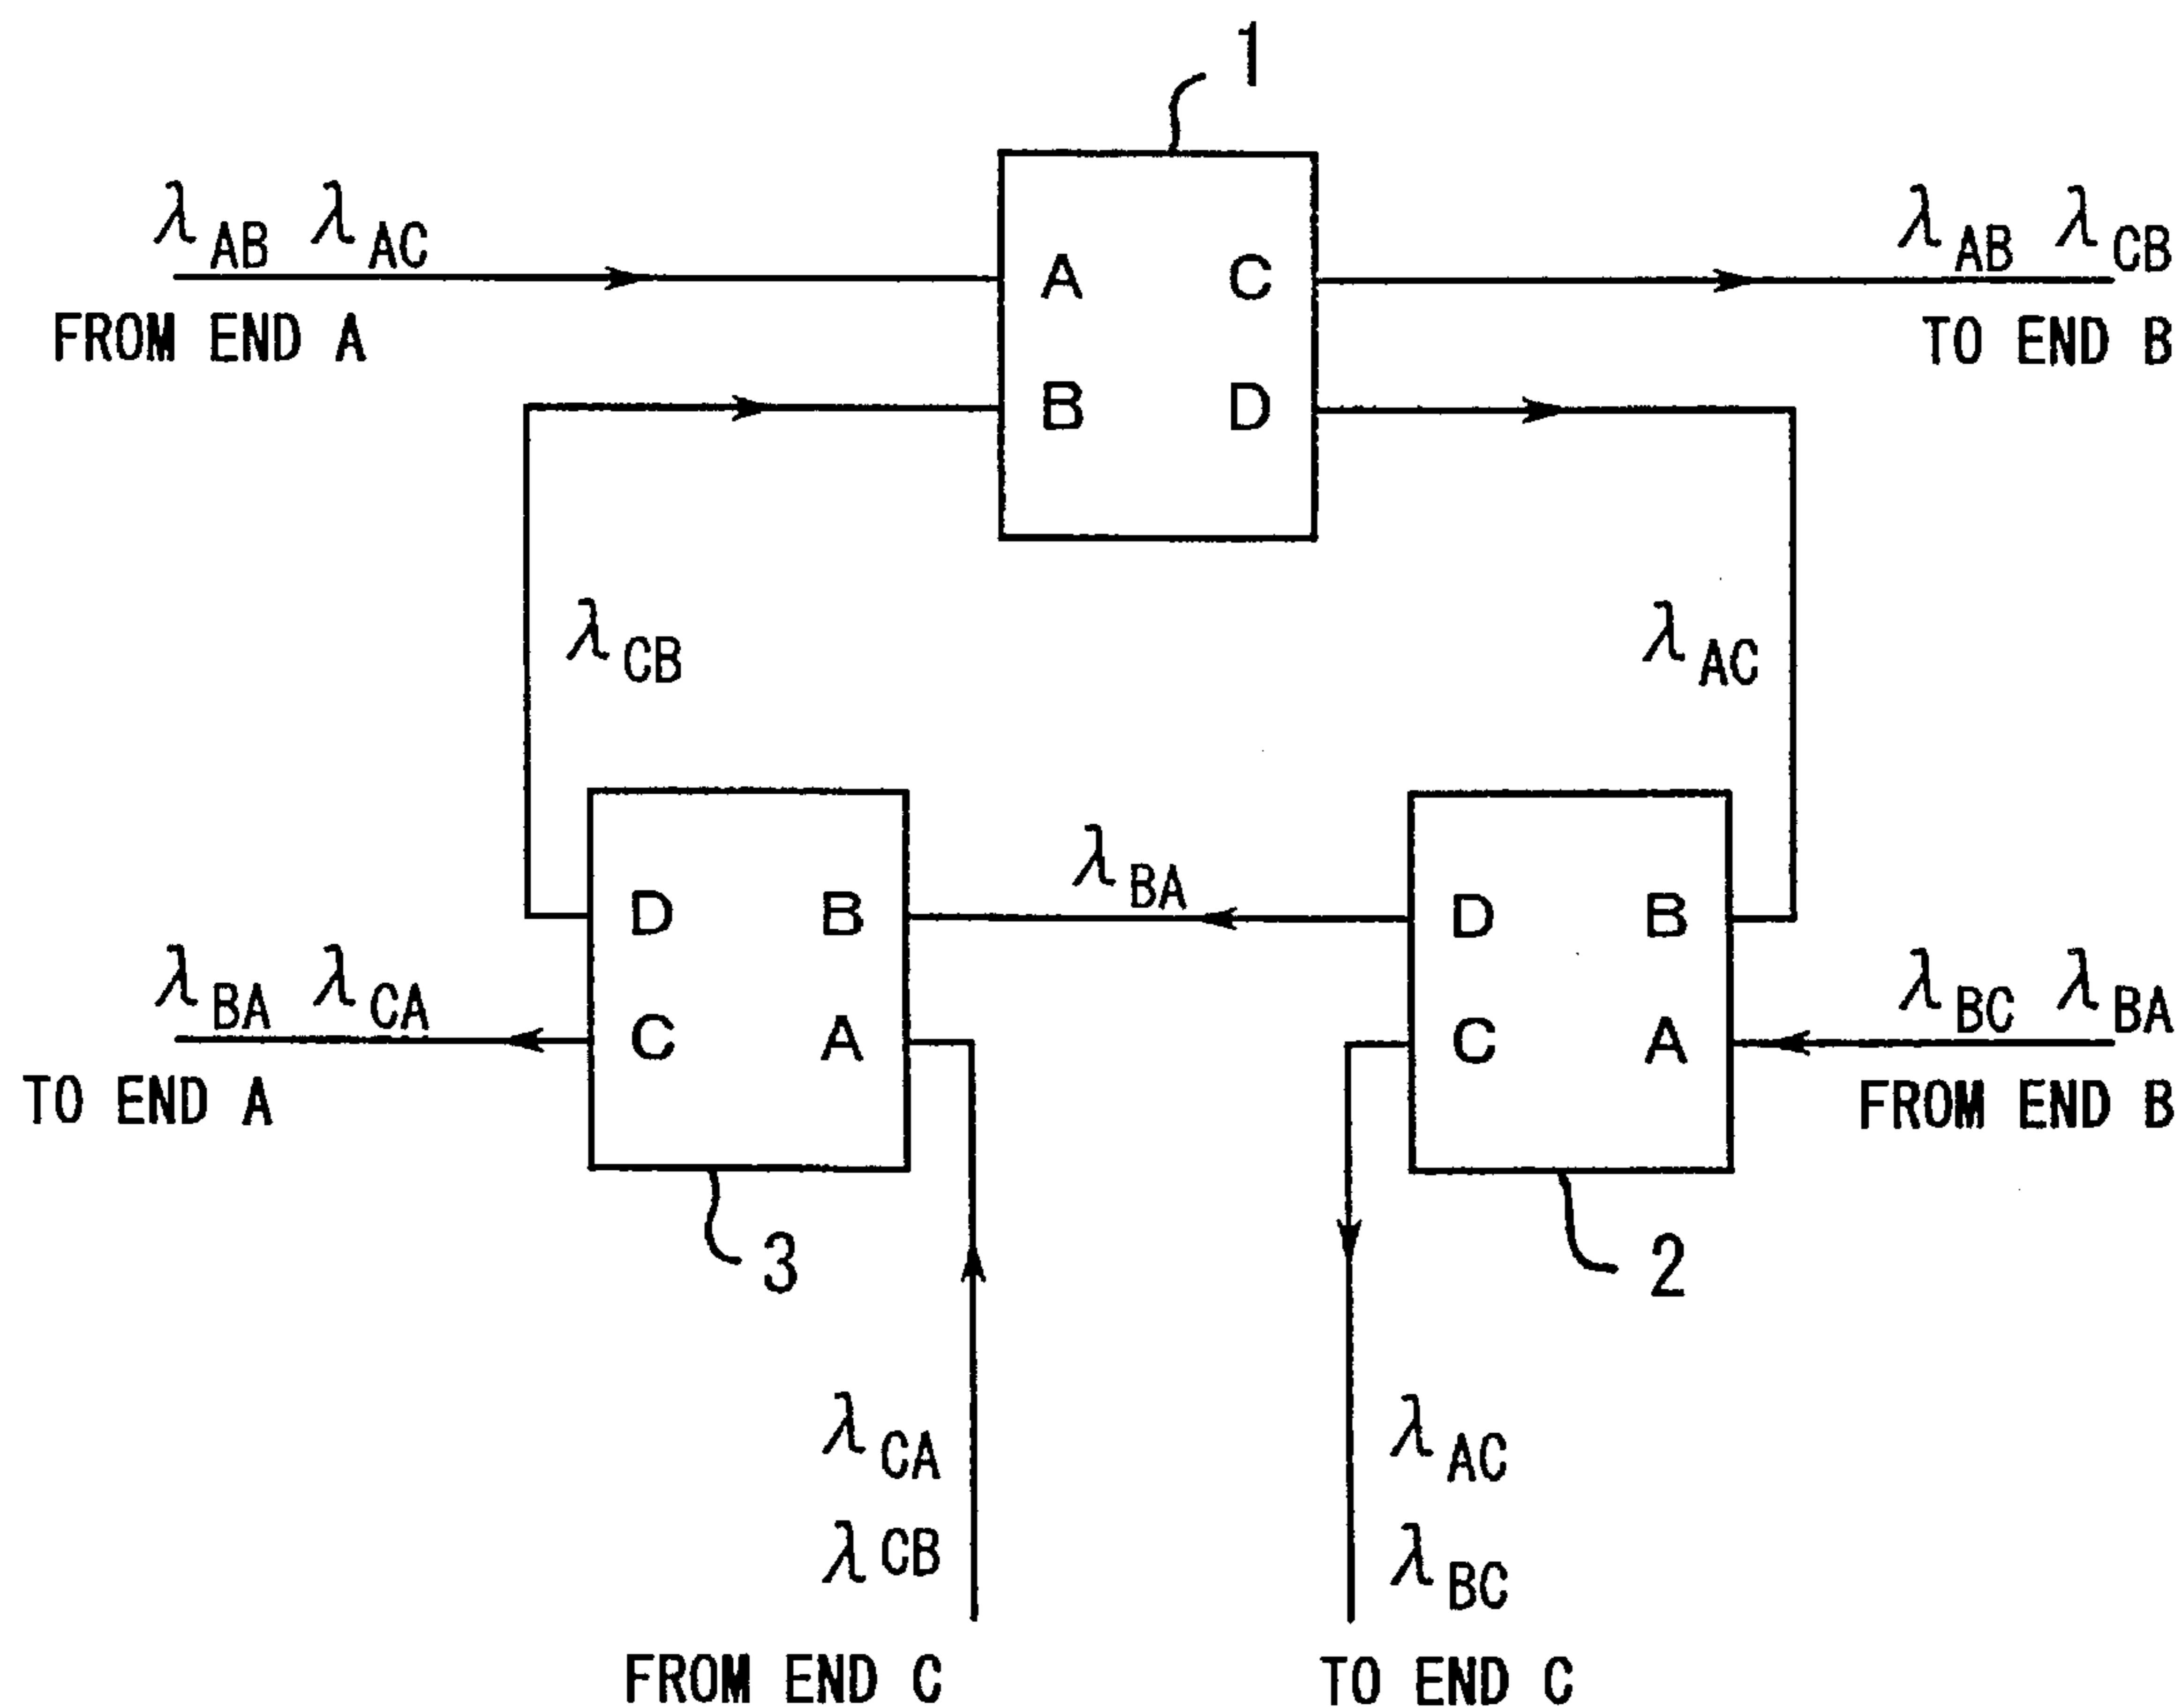 1
λAB λAC
λAB λCB
A C
FROM END A
TO END B
B D
λCB
λAC
λBA
D B
D B
λBA λCA
λBC λBA
C A
C A
TO END A
FROM END B
3
2
λCA
λAC
λCB
λBC
FROM END C
TO END C